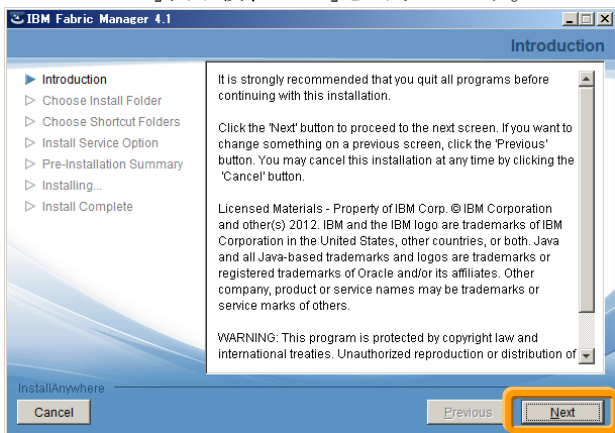 IBM Fabric Manager 4.1
Introduction
Introduction
Choose Install Folder
Choose Shortcut Folders
Install Service Option
Pre-Installation Summary
Installing...
Install Complete
It is strongly recommended that you quit all programs before
continuing with this installation.
Click the 'Next' button to proceed to the next screen. If you want to
change something on a previous screen, click the 'Previous'
button. You may cancel this installation at any time by clicking the
'Cancel' button.
Licensed Materials - Property of IBM Corp. © IBM Corporation
and other(s) 2012. IBM and the IBM logo are trademarks of IBM
Corporation in the United States, other countries, or both. Java
and all Java-based trademarks and logos are trademarks or
registered trademarks of Oracle and/or its affiliates. Other
company, product or service names may be trademarks or
service marks of others.
WARNING: This program is protected by copyright law and
international treaties. Unauthorized reproduction or distribution of
InstallAnywhere
Cancel
Previous
Next